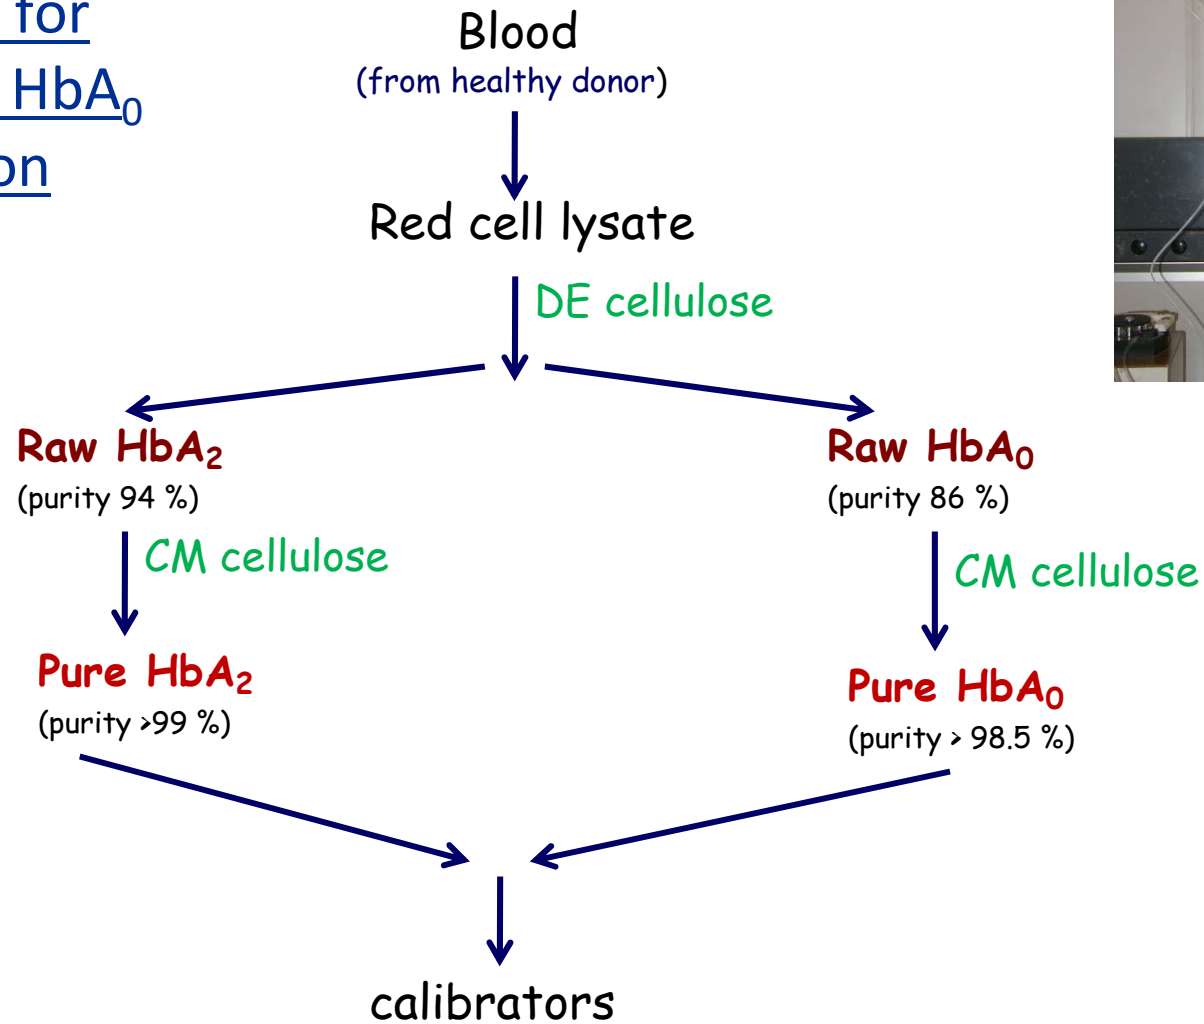 for
HbA₀
on
Blood
(from healthy donor)
Red cell lysate
DE cellulose
Raw HbA₂
(purity 94 %)
Raw HbA₀
(purity 86 %)
CM cellulose
CM cellulose
Pure HbA₂
(purity >99 %)
Pure HbA₀
(purity > 98.5 %)
calibrators